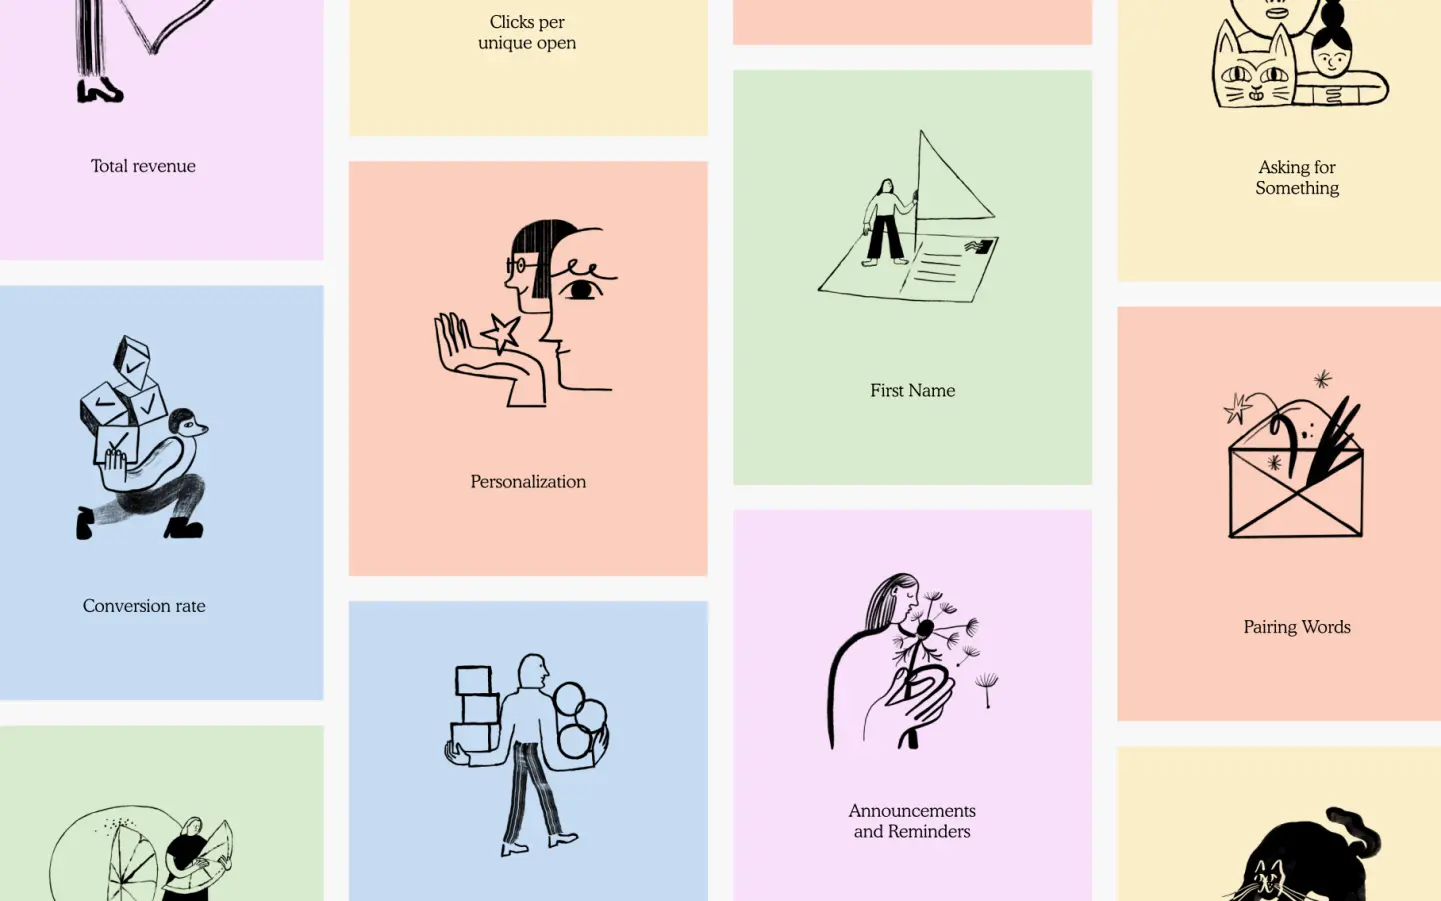 Total revenue
Conversion rate
Clicks per
unique open
Personalization
First Name
Announcements
and Reminders
Asking for
Something
Pairing Words